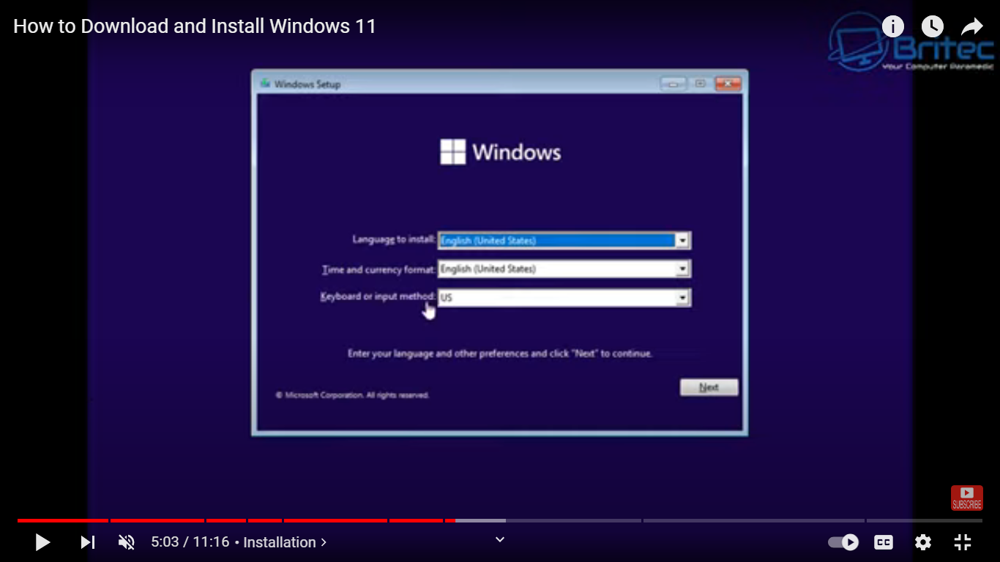 How to Download and Install Windows 11
Britec
Your Computer Paramedic
Windows Setup
Windows
Language to install: English (United States)
Time and currency format: English (United States)
Keyboard or input method: US
Enter your language and other preferences and click "Next" to continue.
Next
© Microsoft Corporation. All rights reserved.
SUBSCRIBE
5:03 / 11:16 • Installation >
CC